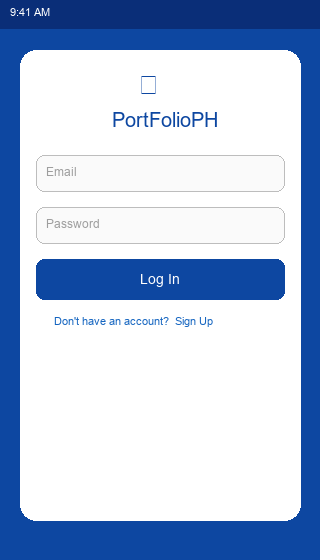 9:41 AM
PortFolioPH
Email
Password
Log In
Don't have an account? Sign Up